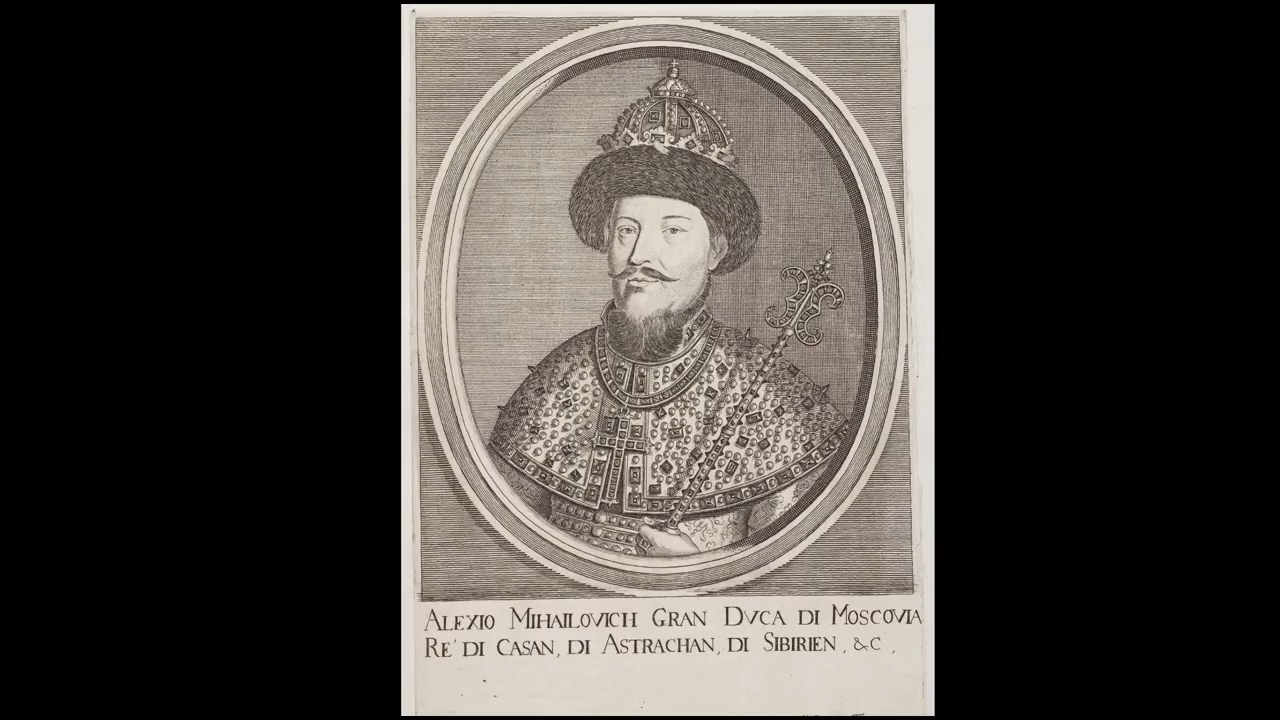 ALEXIO MIHAILOVICH GRAN DVCA DI MOSCOVIA
RE' DI CASAN, DI ASTRACHAN, DI SIBIRIEN, &C,